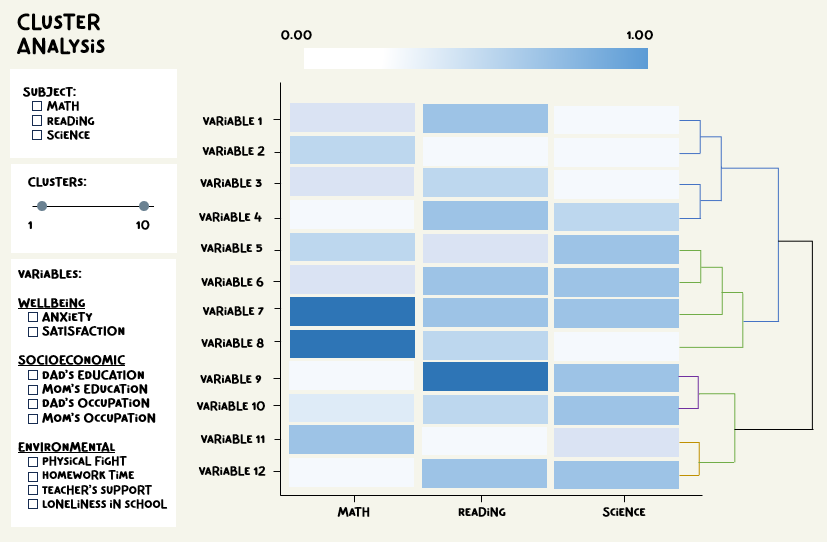 CLUSTER
ANALYSIS
SUBJECT:
MATH
READING
SCIENCE
CLUSTERS:
1 10
VARIABLES:
WELLBEING
ANXIETY
SATISFACTION
SOCIOECONOMIC
DAD'S EDUCATION
MOM'S EDUCATION
DAD'S OCCUPATION
MOM'S OCCUPATION
ENVIRONMENTAL
PHYSICAL FIGHT
HOMEWORK TIME
TEACHER'S SUPPORT
LONELINESS IN SCHOOL
0.00 1.00
VARIABLE 1
VARIABLE 2
VARIABLE 3
VARIABLE 4
VARIABLE 5
VARIABLE 6
VARIABLE 7
VARIABLE 8
VARIABLE 9
VARIABLE 10
VARIABLE 11
VARIABLE 12
MATH READING SCIENCE